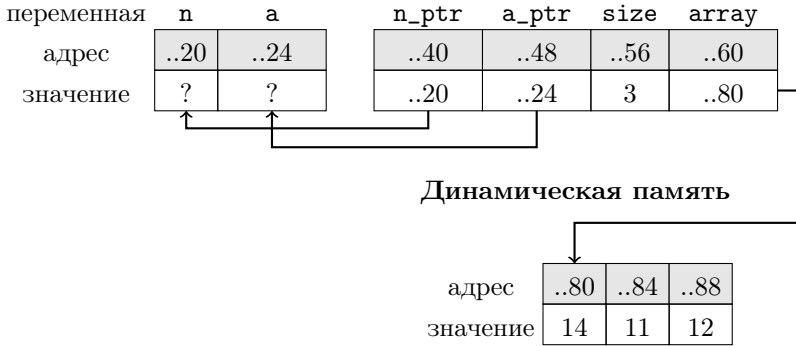 переменная n a n_ptr a_ptr size array
адрес ..20 ..24 ..40 ..48 ..56 ..60
значение ? ? ..20 ..24 3 ..80
Динамическая память
адрес ..80 ..84 ..88
значение 14 11 12